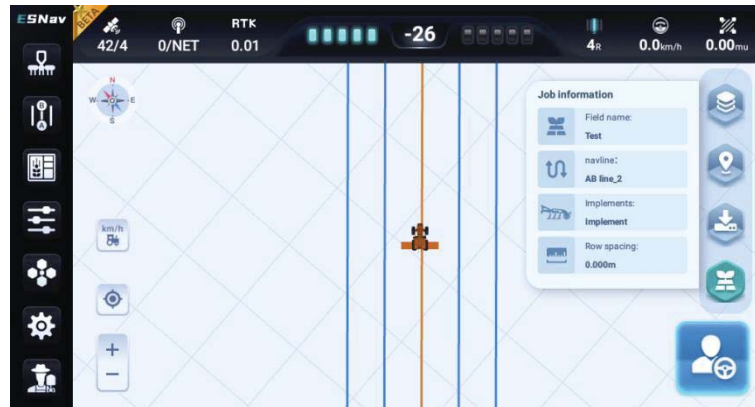 ESNav
BETA
42/4
0/NET
RTK
0.01
-26
4R
0.0km/h
0.00mu
N
W
E
S
km/h
+
−
Job information
Field name:
Test
navline:
AB line_2
Implements:
Implement
Row spacing:
0.000m